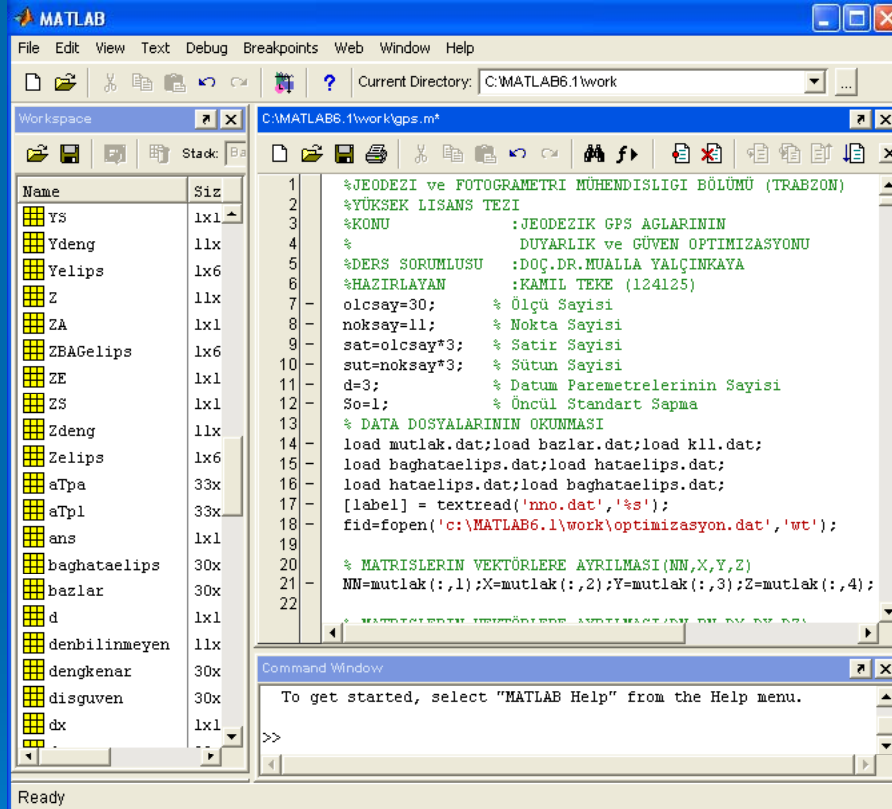 MATLAB
File Edit View Text Debug Breakpoints Web Window Help
Current Directory: C:\MATLAB6.1\work
Workspace
Stack: Ba
Name Siz
YS 1x1
Ydeng 11x
Yelips 1x6
Z 11x
ZA 1x1
ZBAGelips 1x6
ZE 1x1
ZS 1x1
Zdeng 11x
Zelips 1x6
aTpa 33x
aTpl 33x
ans 1x1
baghataelips 30x
bazlar 30x
d 1x1
denbilinmeyen 11x
dengkenar 30x
disguven 30x
dx 1x1
C:\MATLAB6.1\work\gps.m*
1 %JEODEZI ve FOTOGRAMETRI MÜHENDISLIGI BÖLÜMÜ (TRABZON)
2 %YÜKSEK LISANS TEZI
3 %KONU :JEODEZIK GPS AGLARININ
4 % DUYARLIK ve GÜVEN OPTIMIZASYONU
5 %DERS SORUMLUSU :DOÇ.DR.MUALLA YALÇINKAYA
6 %HAZIRLAYAN :KAMIL TEKE (124125)
7 - olcsay=30; % Ölçü Sayisi
8 - noksay=11; % Nokta Sayisi
9 - sat=olcsay*3; % Satir Sayisi
10 - sut=noksay*3; % Sütun Sayisi
11 - d=3; % Datum Paremetrelerinin Sayisi
12 - So=1; % Öncül Standart Sapma
13 % DATA DOSYALARININ OKUNMASI
14 - load mutlak.dat;load bazlar.dat;load kll.dat;
15 - load baghataelips.dat;load hataelips.dat;
16 - load hataelips.dat;load baghataelips.dat;
17 - [label] = textread('nno.dat','%s');
18 - fid=fopen('c:\MATLAB6.1\work\optimizasyon.dat','wt');
19
20 % MATRISLERIN VEKTÖRLERE AYRILMASI(NN,X,Y,Z)
21 - NN=mutlak(:,1);X=mutlak(:,2);Y=mutlak(:,3);Z=mutlak(:,4);
22
% MATRISLERIN VEKTÖRLERE AYRILMASI(DN,BN,DX,DY,DZ)
Command Window
To get started, select "MATLAB Help" from the Help menu.
>>
Ready